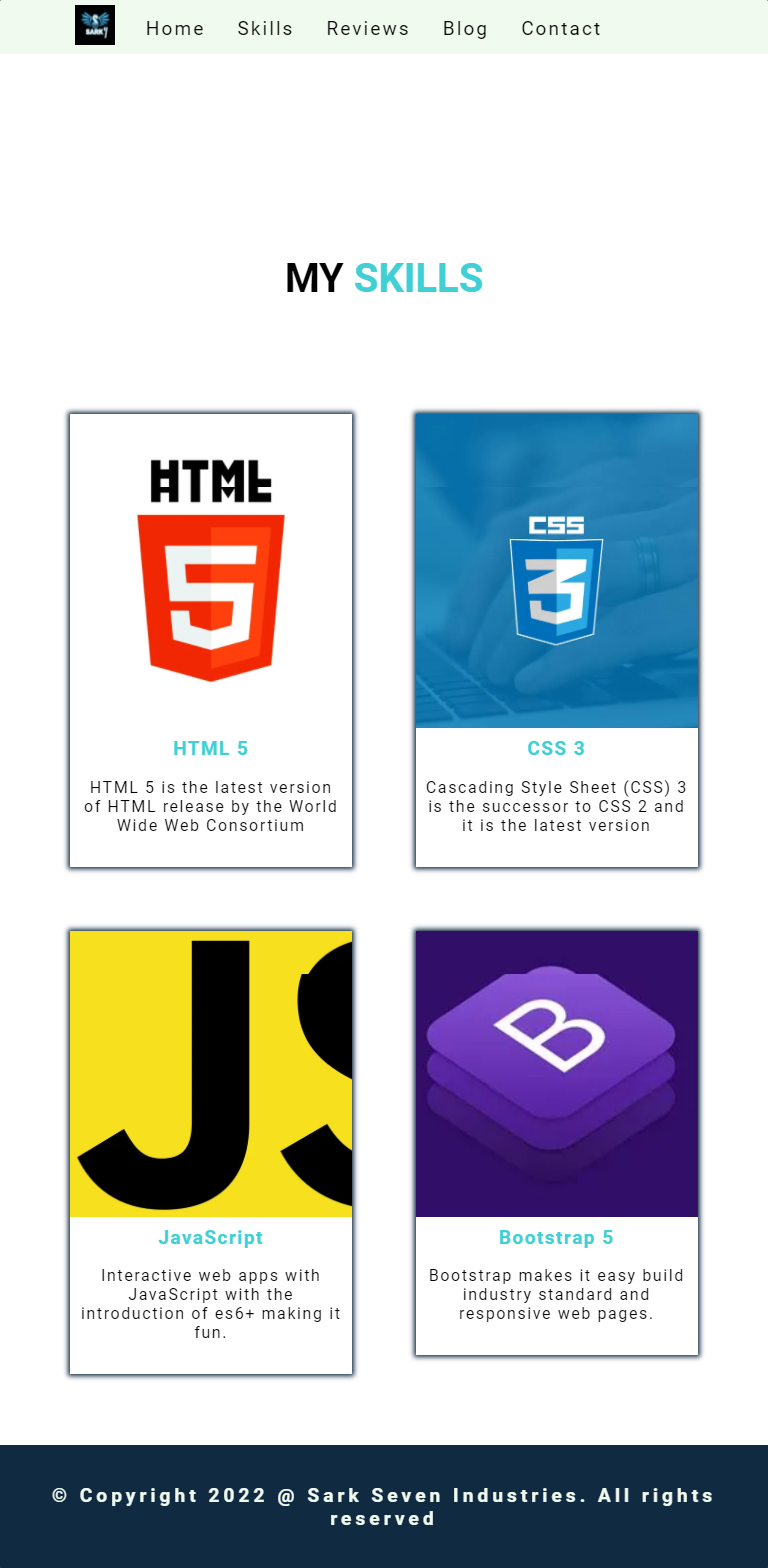 SARK7
Home Skills Reviews Blog Contact
MY SKILLS
HTML
5
CSS
3
HTML 5
HTML 5 is the latest version
of HTML release by the World
Wide Web Consortium
CSS 3
Cascading Style Sheet (CSS) 3
is the successor to CSS 2 and
it is the latest version
JS
B
JavaScript
Interactive web apps with
JavaScript with the
introduction of es6+ making it
fun.
Bootstrap 5
Bootstrap makes it easy build
industry standard and
responsive web pages.
© Copyright 2022 @ Sark Seven Industries. All rights
reserved